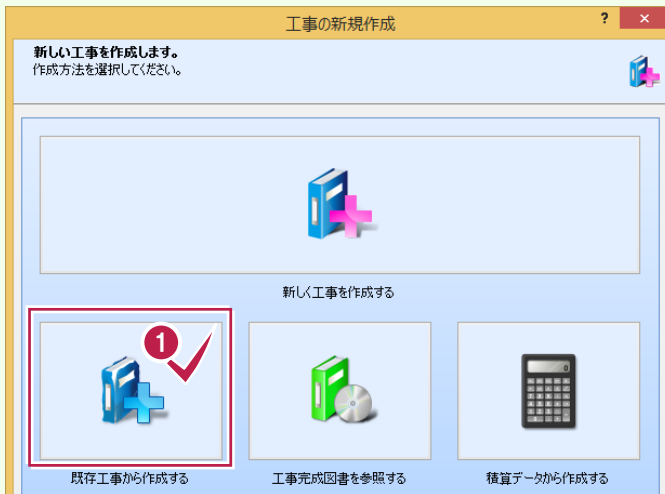 工事の新規作成
?
×
新しい工事を作成します。
作成方法を選択してください。
新しく工事を作成する
1
0
既存工事から作成する
工事完成図書を参照する
積算データから作成する